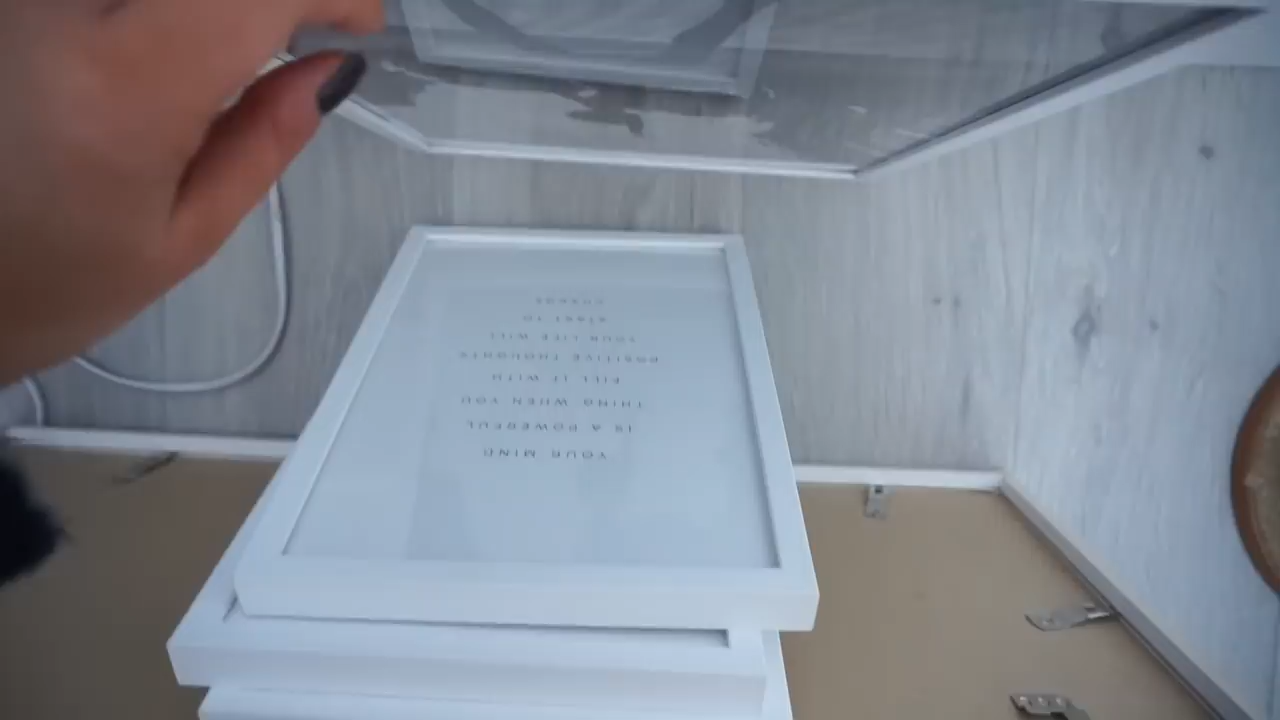 YOUR MIND
IS A POWERFUL
THING WHEN YOU
FILL IT WITH
POSITIVE THOUGHTS
YOUR LIFE WILL
START TO
CHANGE